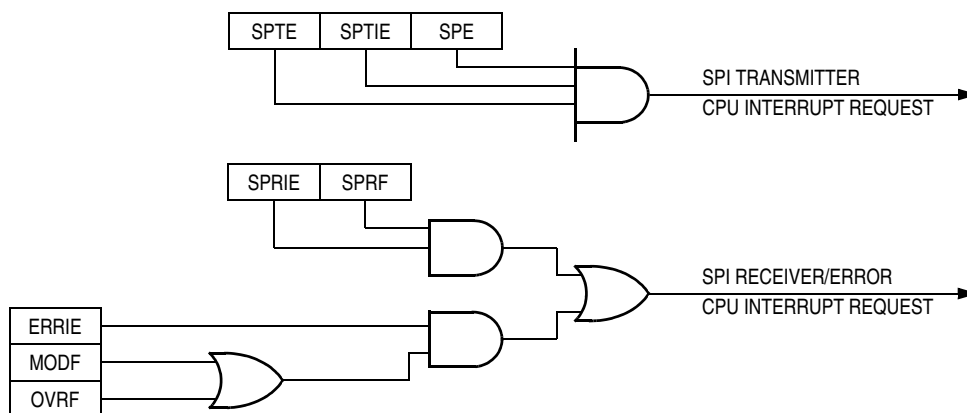 SPTE SPTIE SPE
SPI TRANSMITTER
CPU INTERRUPT REQUEST
SPRIE SPRF
SPI RECEIVER/ERROR
CPU INTERRUPT REQUEST
ERRIE
MODF
OVRF